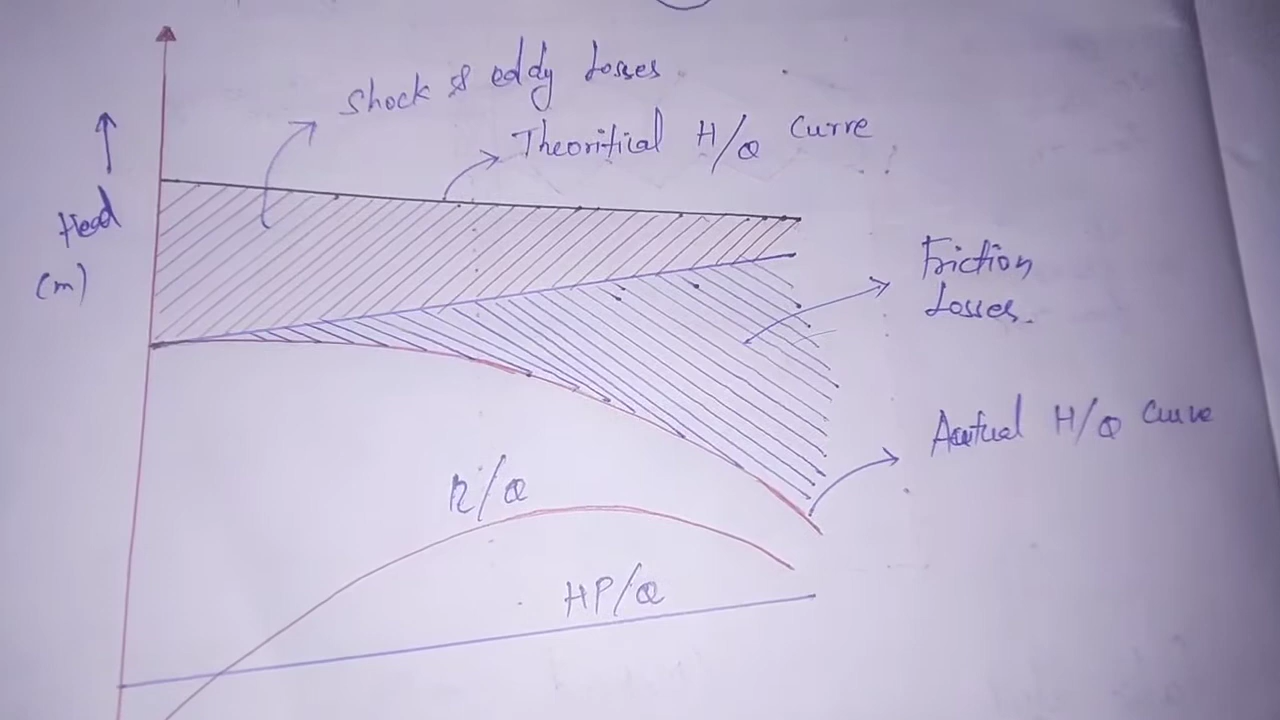 Shock & eddy Losses
Theoritical H/Q Curve
Head
(m)
Friction
Losses.
Actual H/Q Curve
η/Q
HP/Q